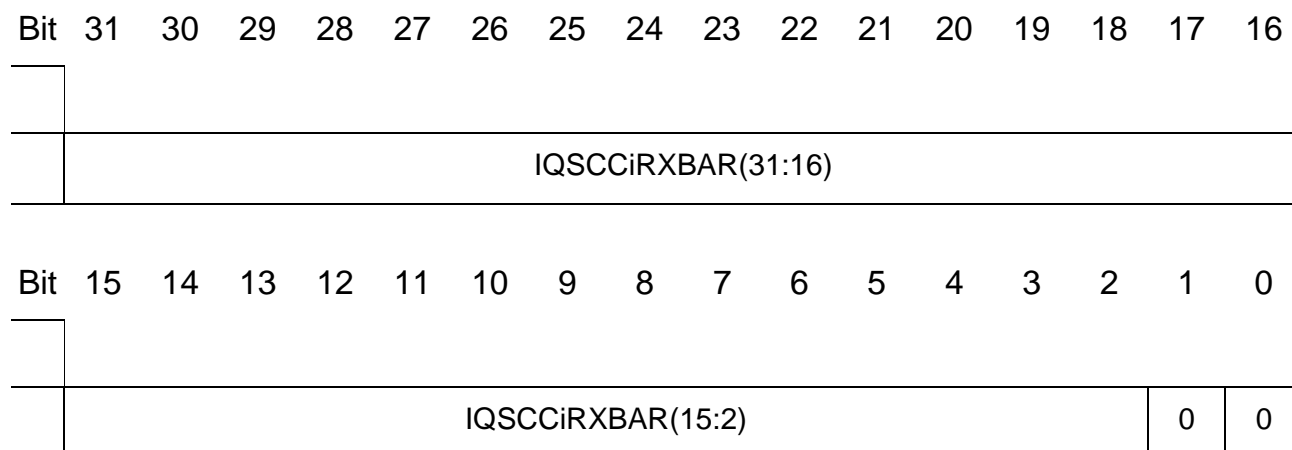 Bit 31 30 29 28 27 26 25 24 23 22 21 20 19 18 17 16
IQSCCiRXBAR(31:16)
Bit 15 14 13 12 11 10 9 8 7 6 5 4 3 2 1 0
IQSCCiRXBAR(15:2) 0 0